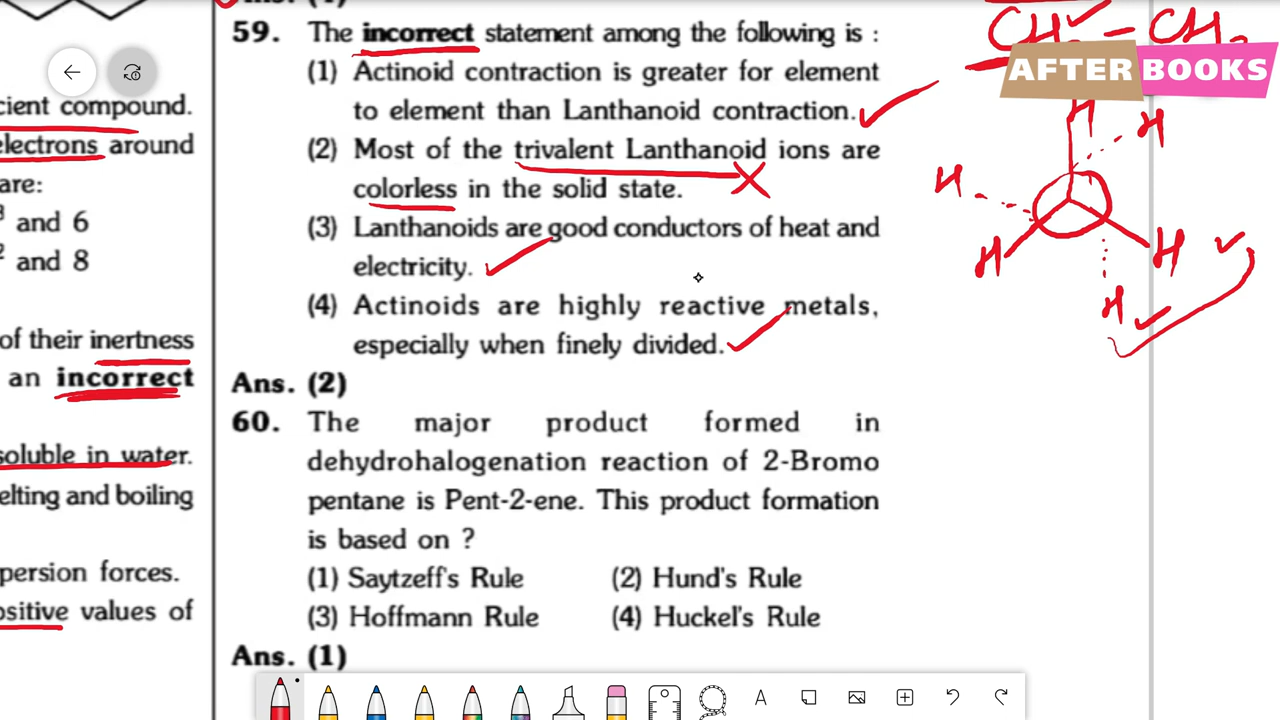 cient compound.
electrons around
are:
and 6
and 8
of their inertness
an incorrect
soluble in water.
elting and boiling
persion forces.
ositive values of
59. The incorrect statement among the following is :
(1) Actinoid contraction is greater for element
to element than Lanthanoid contraction.
(2) Most of the trivalent Lanthanoid ions are
colorless in the solid state.
(3) Lanthanoids are good conductors of heat and
electricity.
(4) Actinoids are highly reactive metals,
especially when finely divided.
Ans. (2)
60. The major product formed in
dehydrohalogenation reaction of 2-Bromo
pentane is Pent-2-ene. This product formation
is based on ?
(1) Saytzeff's Rule (2) Hund's Rule
(3) Hoffmann Rule (4) Huckel's Rule
Ans. (1)
AFTER BOOKS
H
H
H
H
H
H
A